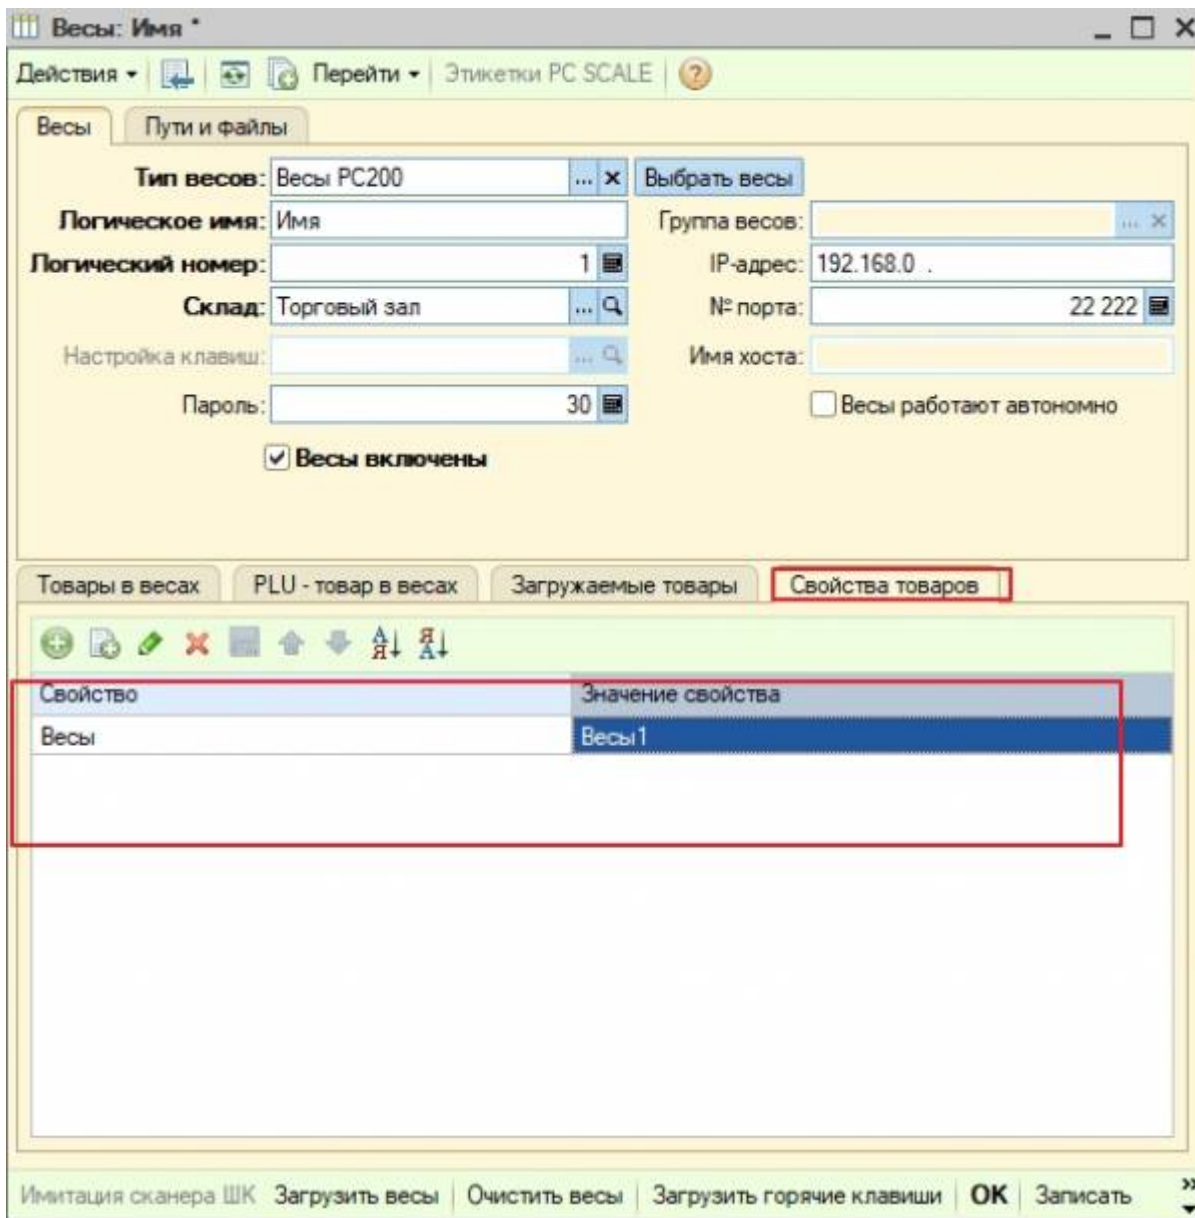 Весы: Имя *
Действия Перейти Этикетки PC SCALE ?
Весы Пути и файлы
Тип весов: Весы PC200 ... x Выбрать весы
Логическое имя: Имя Группа весов: ... x
Логический номер: 1 IP-адрес: 192.168.0 .
Склад: Торговый зал ... № порта: 22 222
Настройка клавиш: ... Имя хоста:
Пароль: 30 Весы работают автономно
Весы включены
Товары в весах PLU - товар в весах Загружаемые товары Свойства товаров
Свойство Значение свойства
Весы Весы1
Имитация сканера ШК Загрузить весы Очистить весы Загрузить горячие клавиши OK Записать